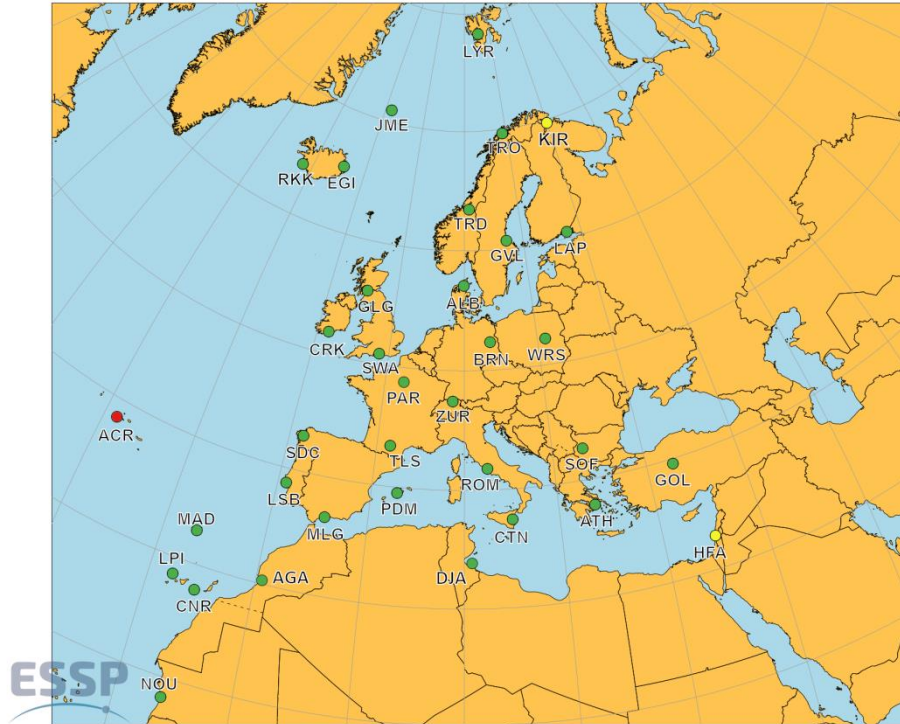 LYR
JME
TRO
KIR
RKK
EGI
TRD
GVL
LAP
ALB
GLG
CRK
SWA
BRN
WRS
PAR
ZUR
ACR
SDC
TLS
ROM
SOF
GOL
LSB
PDM
MLG
CTN
ATH
MAD
HFA
LPI
AGA
DJA
CNR
ESSP
NOU